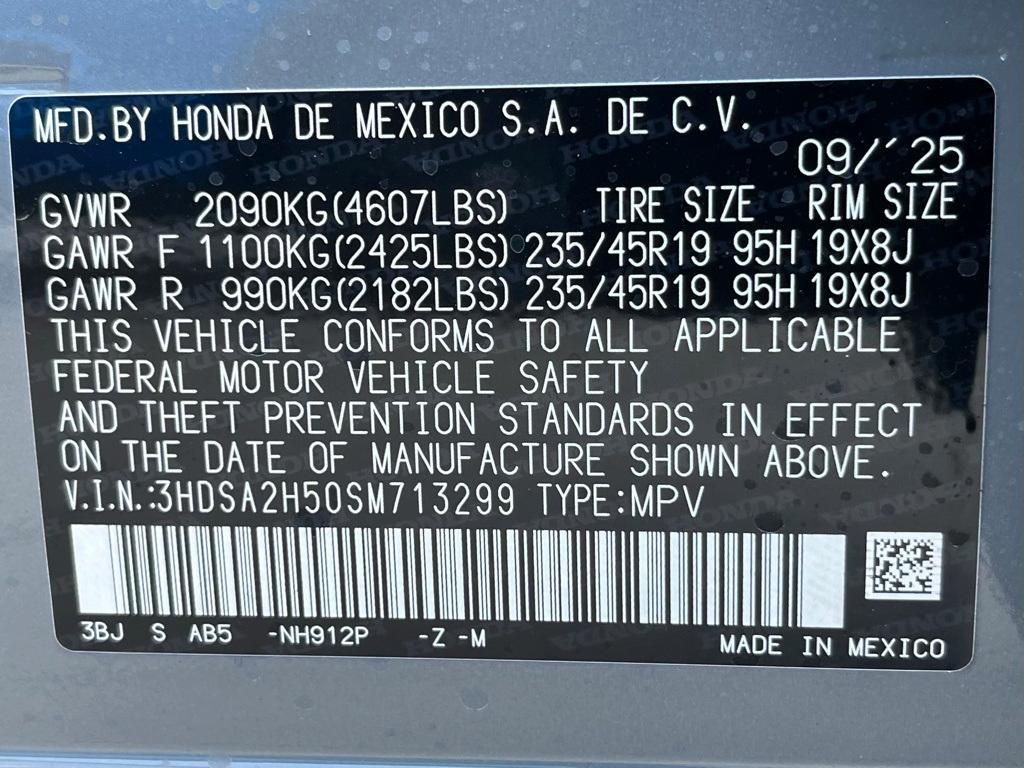 MFD.BY HONDA DE MEXICO S.A. DE C.V.
09/'25
GVWR 2090KG(4607LBS) TIRE SIZE RIM SIZE
GAWR F 1100KG(2425LBS) 235/45R19 95H 19X8J
GAWR R 990KG(2182LBS) 235/45R19 95H 19X8J
THIS VEHICLE CONFORMS TO ALL APPLICABLE
FEDERAL MOTOR VEHICLE SAFETY
AND THEFT PREVENTION STANDARDS IN EFFECT
ON THE DATE OF MANUFACTURE SHOWN ABOVE.
V.I.N.:3HDSA2H50SM713299 TYPE:MPV
3BJ S AB5 -NH912P -Z -M
MADE IN MEXICO